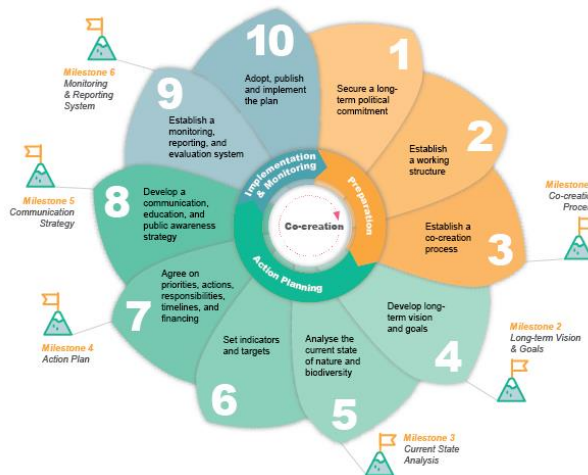 10
Adopt, publish
and implement
the plan
1
Secure a long-
term political
commitment
2
Establish
a working
structure
3
Establish a
co-creation
process
4
Develop long-
term vision
and goals
5
Analyse the
current state
of nature and
biodiversity
6
Set indicators
and targets
7
Agree on
priorities, actions,
responsibilities,
timelines, and
financing
8
Develop a
communication,
education, and
public awareness
strategy
9
Establish a
monitoring,
reporting, and
evaluation system
Implementation
& Monitoring
Preparation
Action Planning
Co-creation
Milestone
Co-creation
Milestone 2
Long-term Vision
& Goals
Milestone 3
Current State
Analysis
Milestone 4
Action Plan
Milestone 5
Communication
Strategy
Milestone 6
Monitoring
& Reporting
System